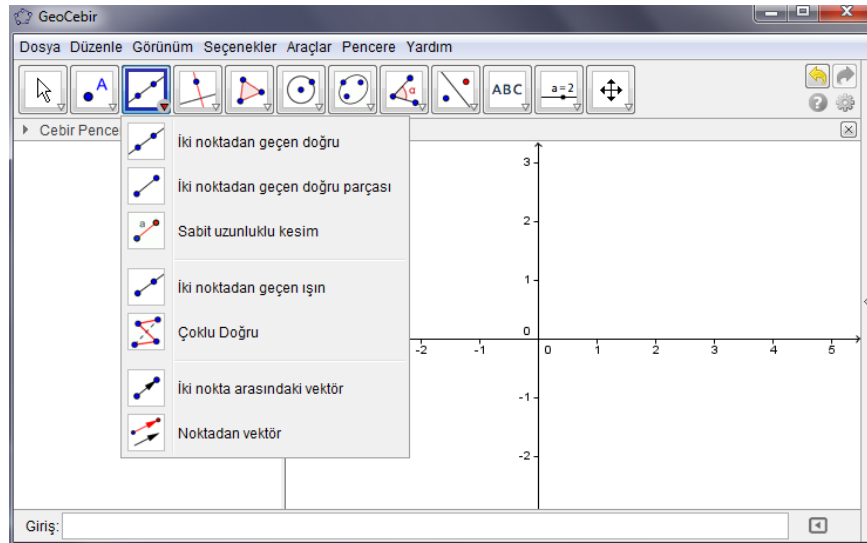 GeoCebir
Dosya Düzenle Görünüm Seçenekler Araçlar Pencere Yardım
A α ABC a=2
Cebir Pence
İki noktadan geçen doğru
İki noktadan geçen doğru parçası
a
Sabit uzunluklu kesim
İki noktadan geçen ışın
Çoklu Doğru
İki nokta arasındaki vektör
Noktadan vektör
3
2
1
0
-2 -1 0 1 2 3 4 5
-1
-2
Giriş: